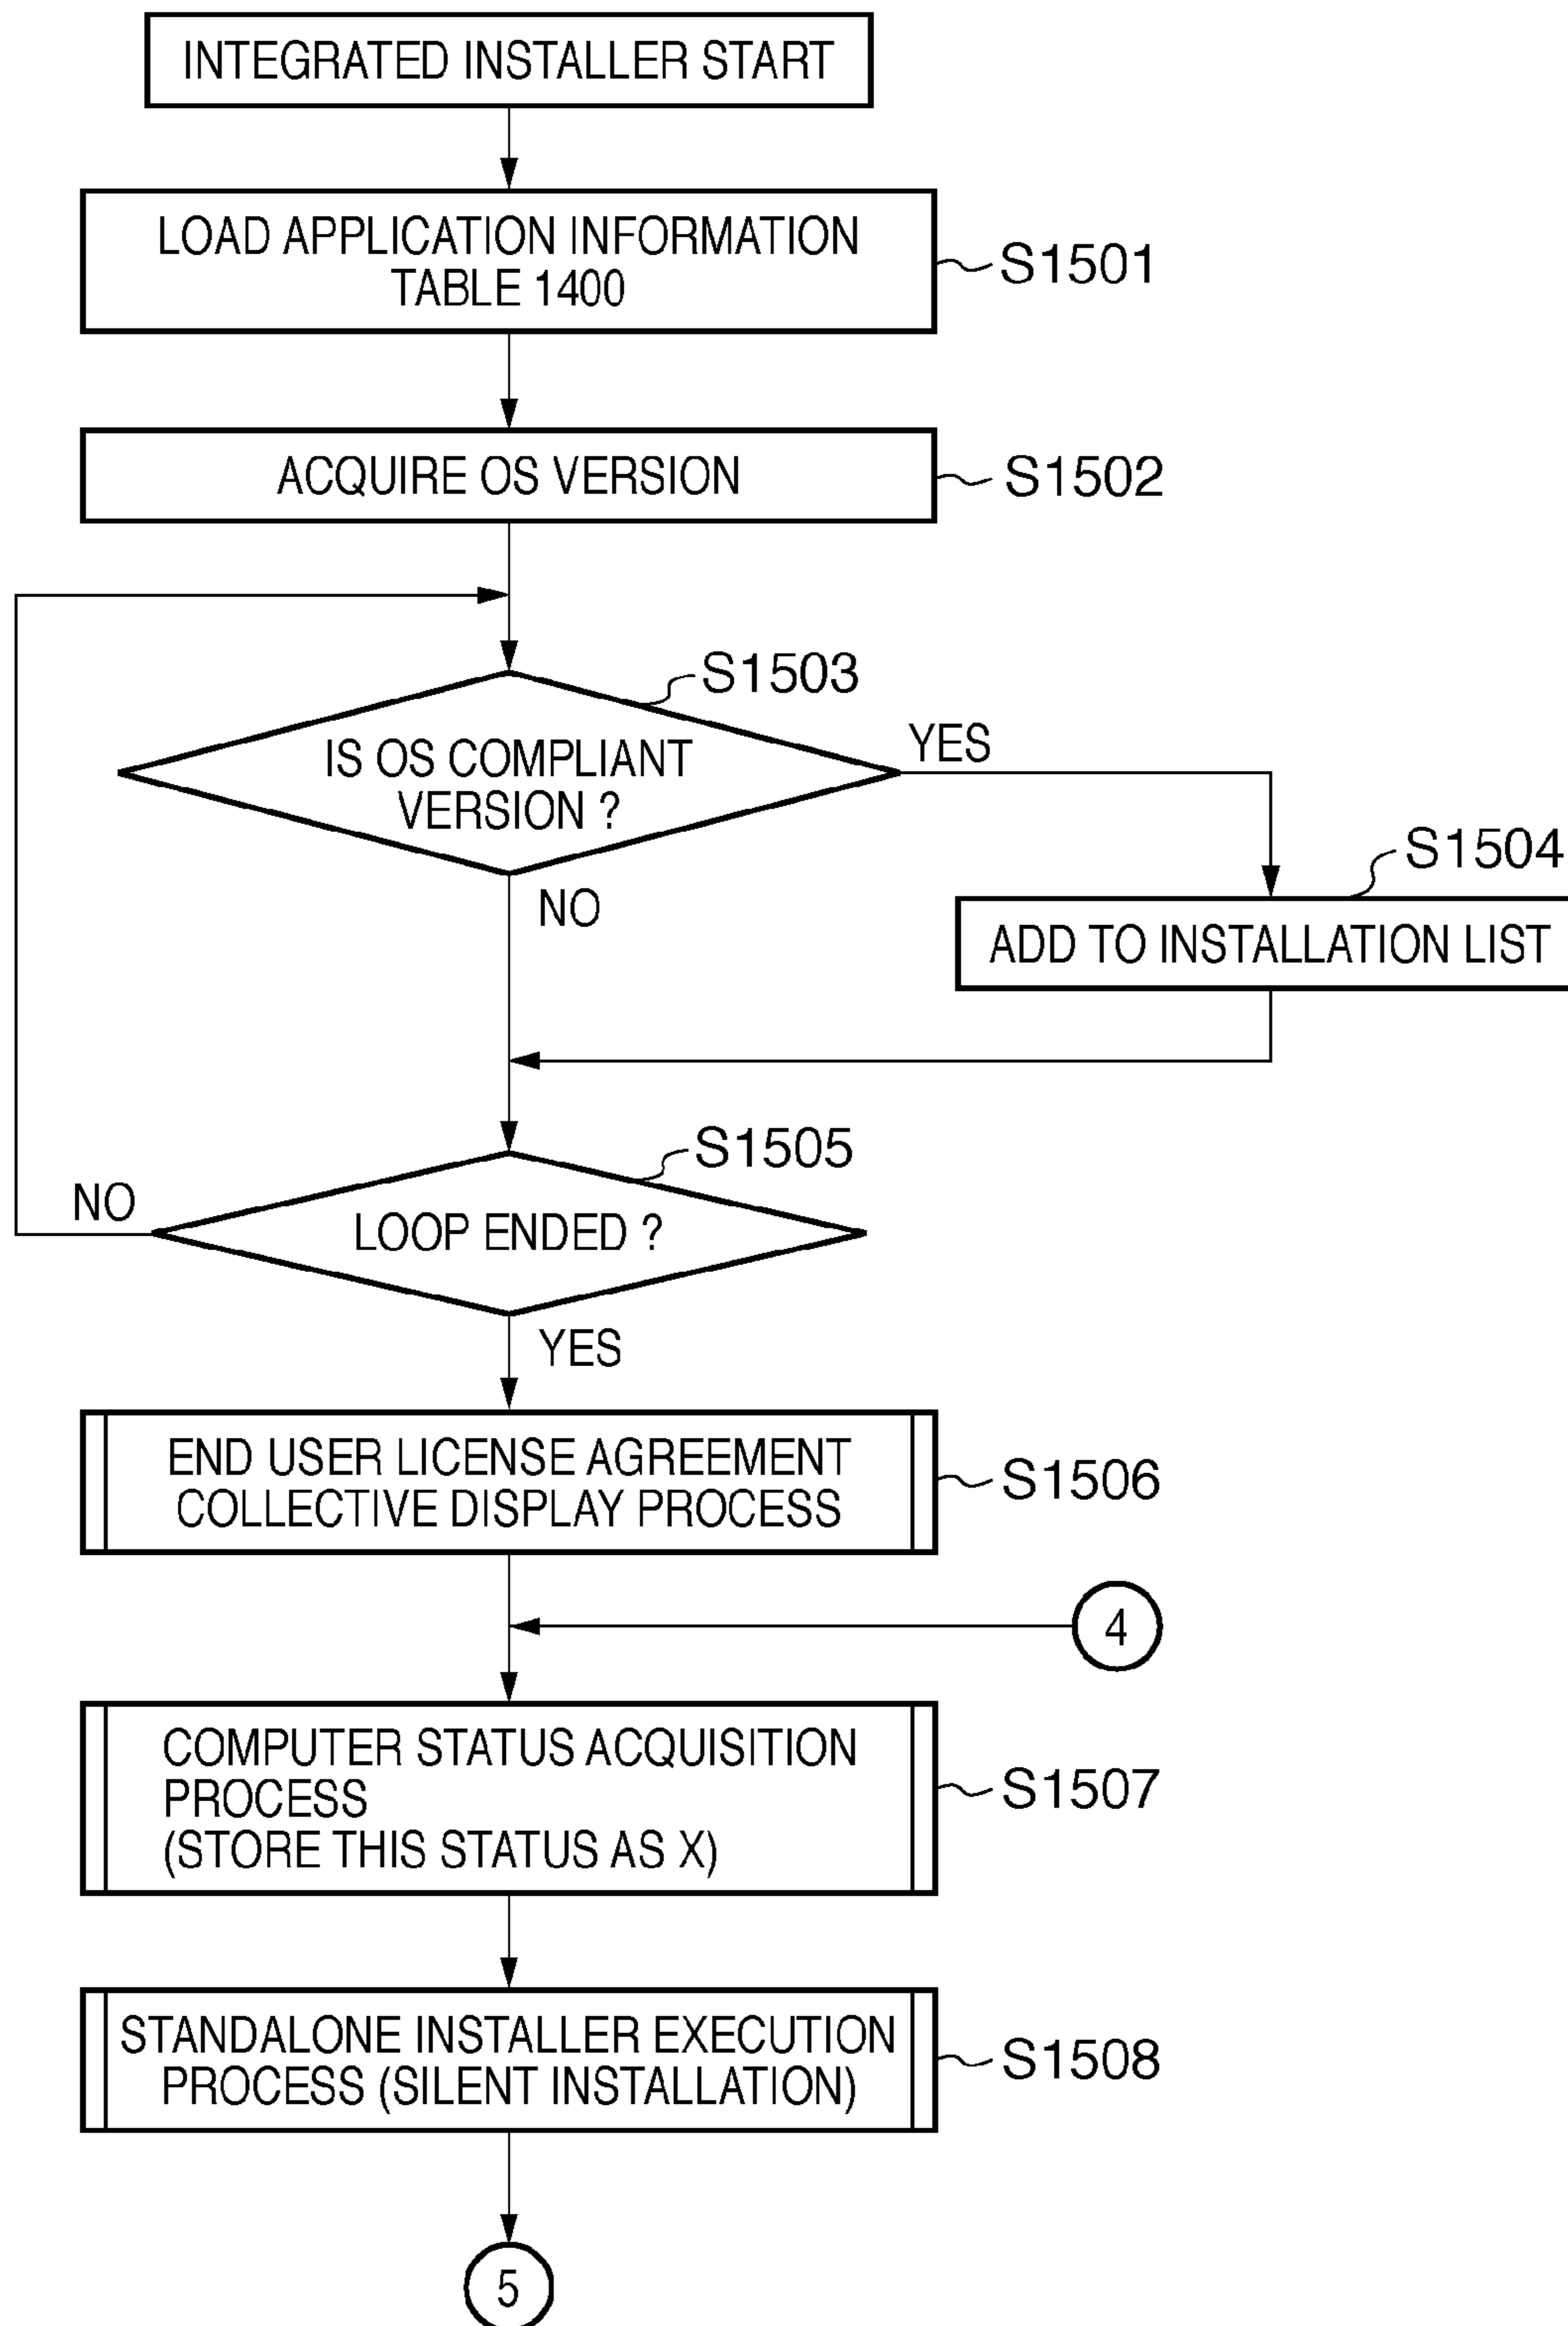 INTEGRATED INSTALLER START
LOAD APPLICATION INFORMATION
TABLE 1400
S1501
ACQUIRE OS VERSION
S1502
S1503
IS OS COMPLIANT
VERSION ?
YES
NO
S1504
ADD TO INSTALLATION LIST
S1505
LOOP ENDED ?
NO
YES
END USER LICENSE AGREEMENT
COLLECTIVE DISPLAY PROCESS
S1506
4
COMPUTER STATUS ACQUISITION
PROCESS
(STORE THIS STATUS AS X)
S1507
STANDALONE INSTALLER EXECUTION
PROCESS (SILENT INSTALLATION)
S1508
5